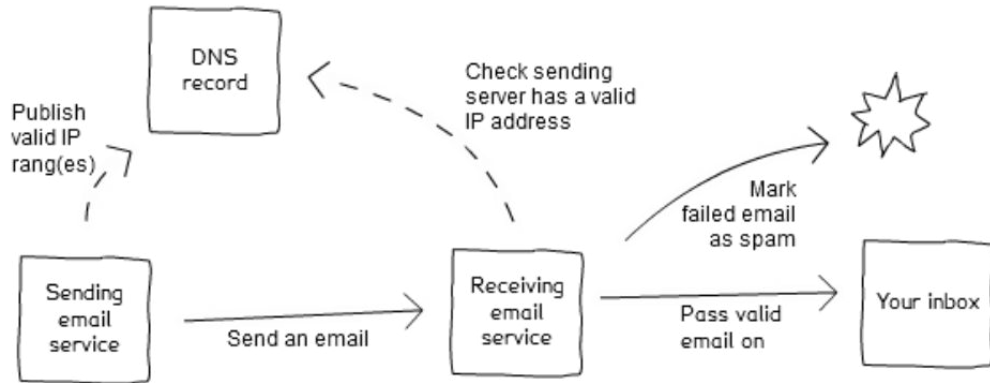 DNS
record
Check sending
server has a valid
IP address
Publish
valid IP
rang(es)
Mark
failed email
as spam
Sending
email
service
Send an email
Receiving
email
service
Pass valid
email on
Your inbox